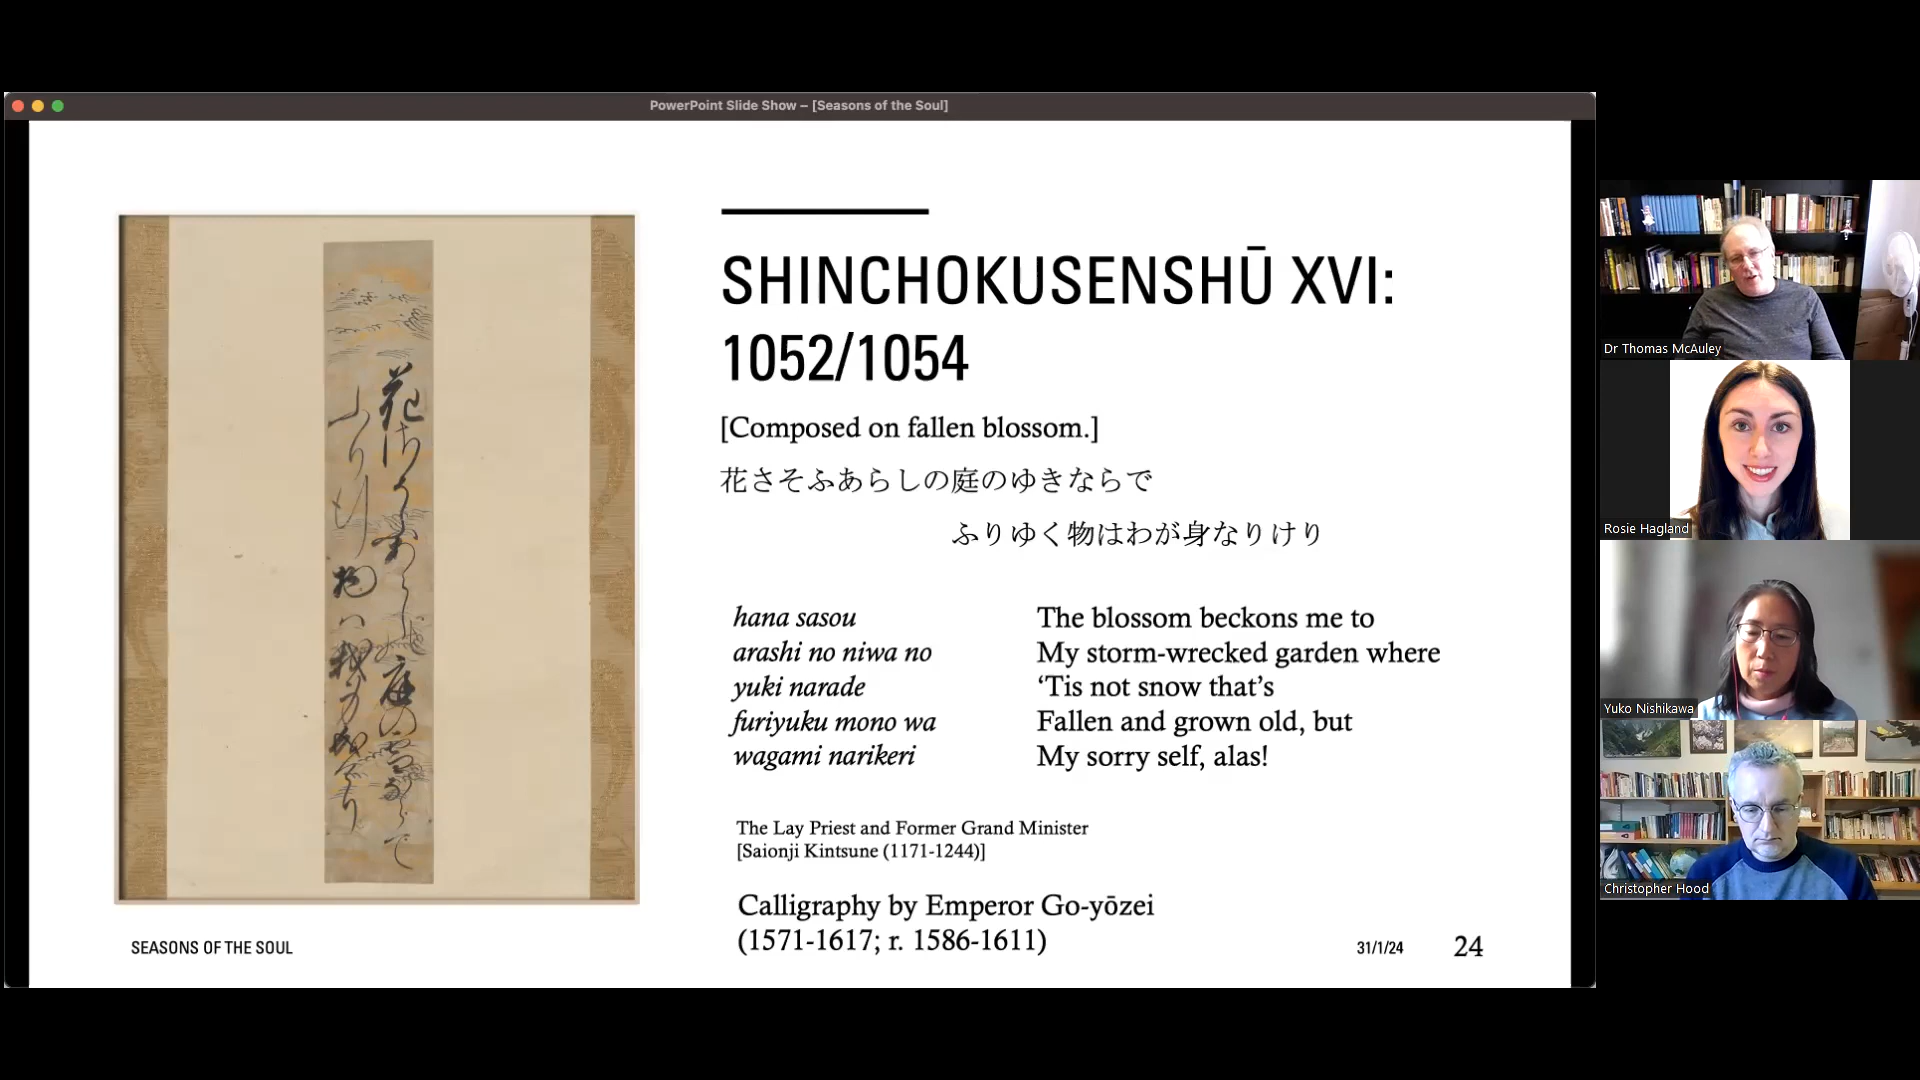 PowerPoint Slide Show – [Seasons of the Soul]
SHINCHOKUSENSHŪ XVI:
1052/1054
[Composed on fallen blossom.]
花さそふあらしの庭のゆきならで
ふりゆく物はわが身なりけり
hana sasou
arashi no niwa no
yuki narade
furiyuku mono wa
wagami narikeri
The blossom beckons me to
My storm-wrecked garden where
‘Tis not snow that’s
Fallen and grown old, but
My sorry self, alas!
The Lay Priest and Former Grand Minister
[Saionji Kintsune (1171-1244)]
Calligraphy by Emperor Go-yōzei
(1571-1617; r. 1586-1611)
SEASONS OF THE SOUL
31/1/24
24
Dr Thomas McAuley
Rosie Hagland
Yuko Nishikawa
Christopher Hood